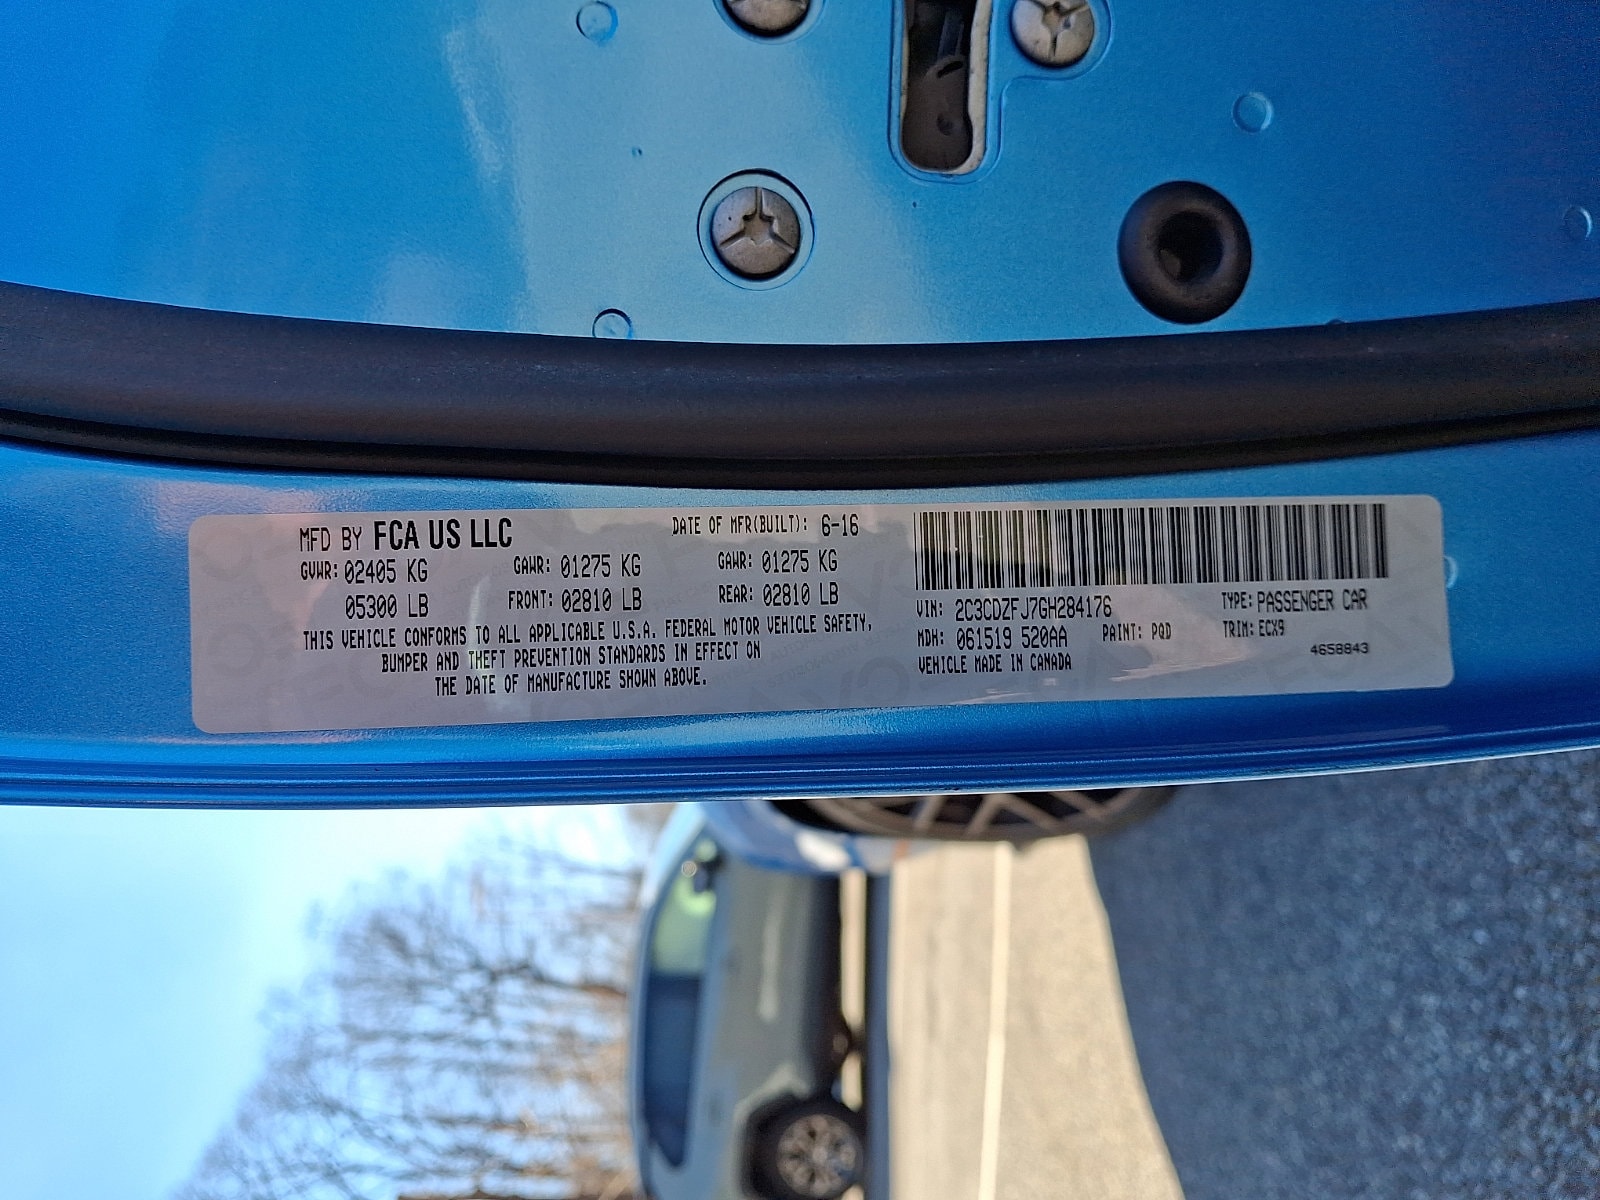 MFD BY FCA US LLC DATE OF MFR(BUILT): 6-16
GVWR: 02405 KG GAWR: 01275 KG GAWR: 01275 KG
05300 LB FRONT: 02810 LB REAR: 02810 LB
THIS VEHICLE CONFORMS TO ALL APPLICABLE U.S.A. FEDERAL MOTOR VEHICLE SAFETY,
BUMPER AND THEFT PREVENTION STANDARDS IN EFFECT ON
THE DATE OF MANUFACTURE SHOWN ABOVE.
VIN: 2C3CDZFJ7GH284176 TYPE: PASSENGER CAR
MDH: 061519 520AA PAINT: PQD TRIM: ECX9
VEHICLE MADE IN CANADA 4658843